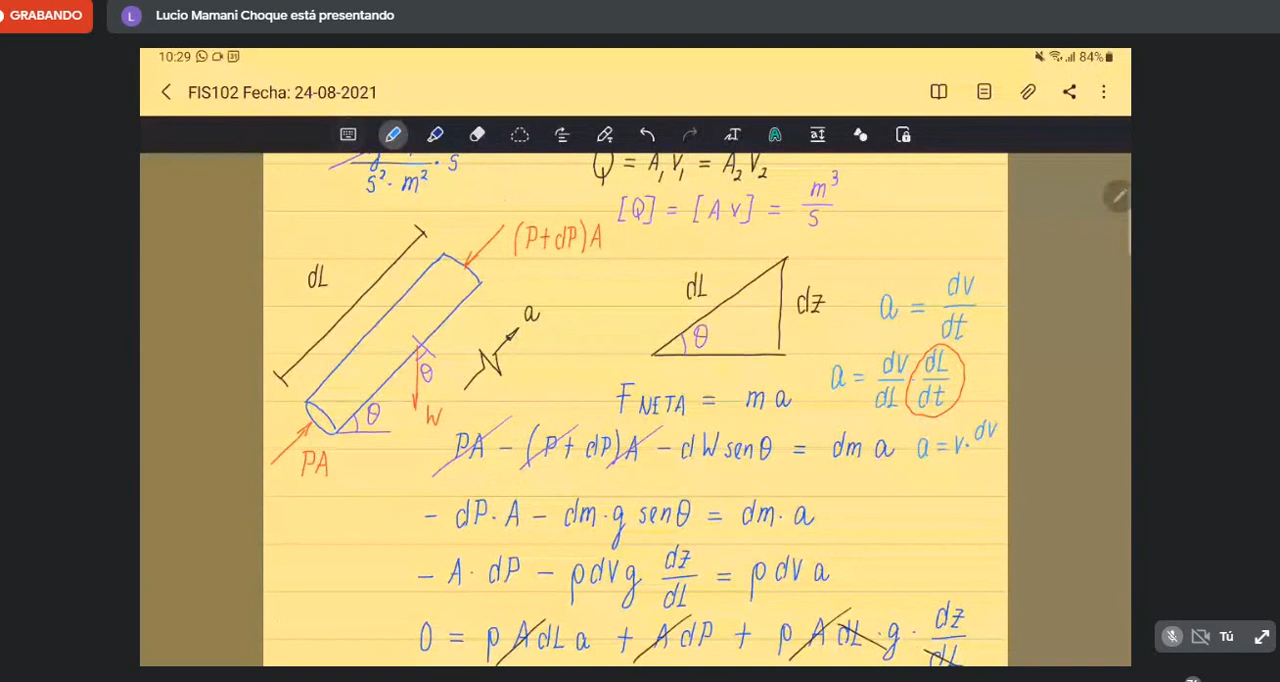 GRABANDO
L Lucio Mamani Choque está presentando
10:29 84%
FIS102 Fecha: 24-08-2021
S² · m² · S
Q = A₁V₁ = A₂V₂
[Q] = [A v] = m³/S
(P+dP)A
dL
a
θ
θ
W
PA
dL
dz
θ
a = dv/dt
a = dv/dL · dL/dt
F NETA = m a
PA - (P + dP)A - dW senθ = dm a
a = v · dv
- dP · A - dm · g senθ = dm · a
- A · dP - ρ dV g dz/dL = ρ dV a
0 = ρ A dL a + A dP + ρ A dL · g · dz/dL
Tú